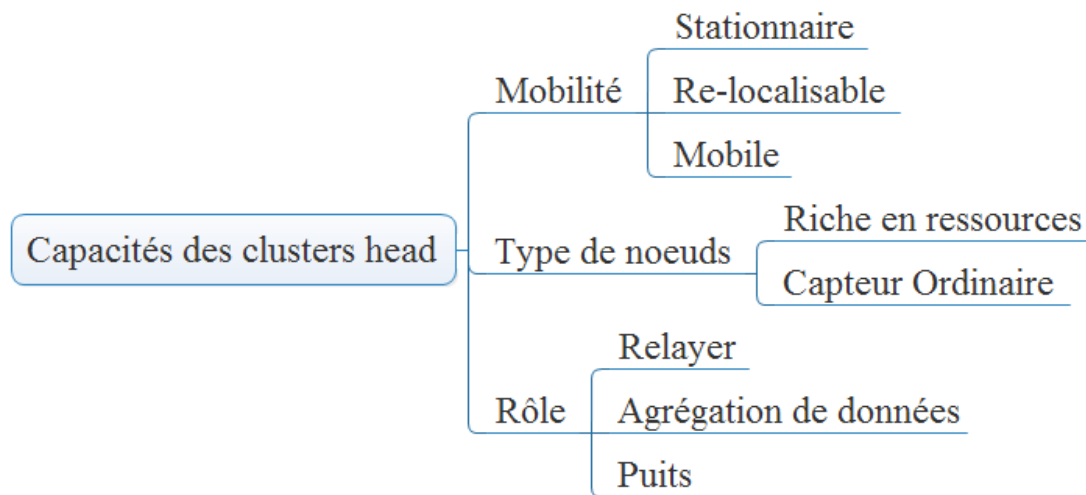 Capacités des clusters head
Mobilité
Stationnaire
Re-localisable
Mobile
Type de noeuds
Riche en ressources
Capteur Ordinaire
Rôle
Relayer
Agrégation de données
Puits